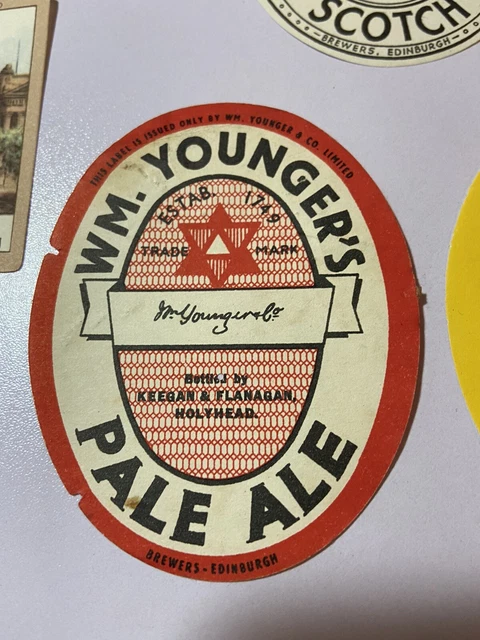 SCOTCH
BREWERS, EDINBURGH
THIS LABEL IS ISSUED ONLY BY WM. YOUNGER & CO. LIMITED
WM. YOUNGER'S
ESTAB. 1749
TRADE MARK
Wm Younger & Co.
Bottled by
KEEGAN & FLANAGAN,
HOLYHEAD.
PALE ALE
BREWERS - EDINBURGH